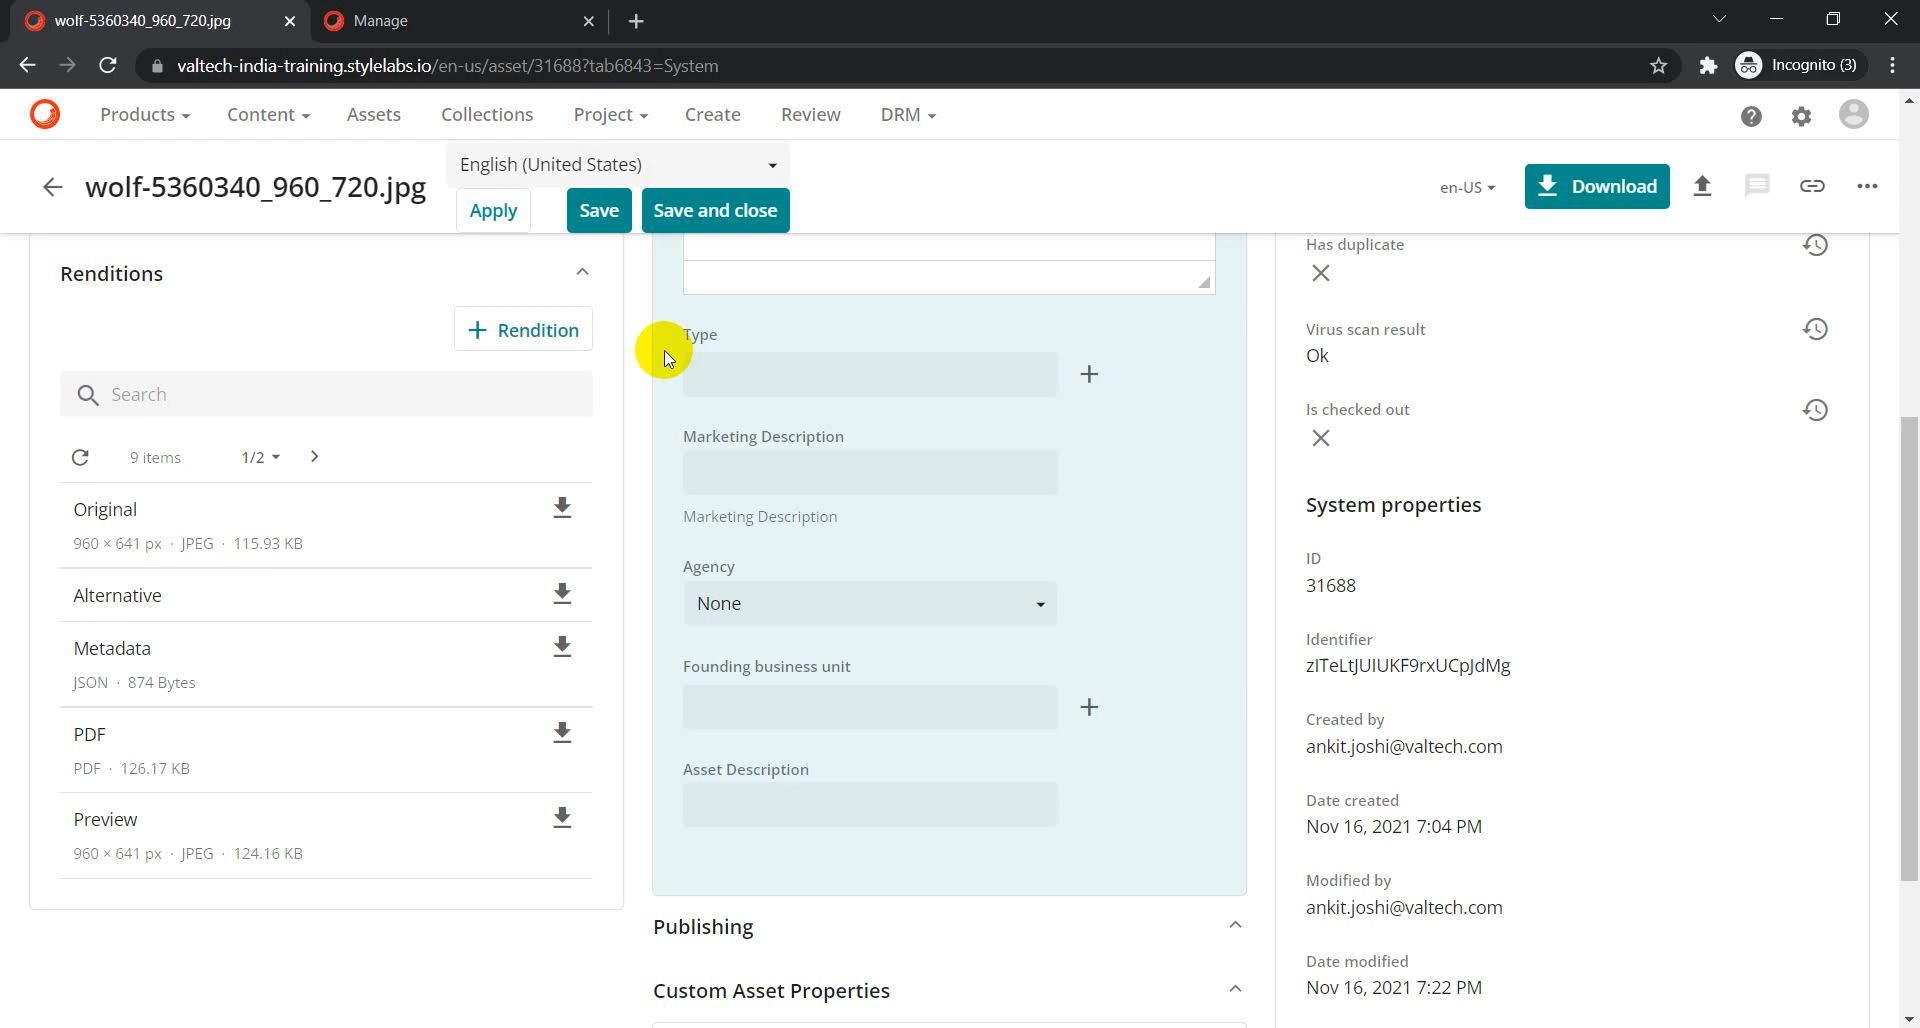 wolf-5360340_960_720.jpg
Manage
valtech-india-training.stylelabs.io/en-us/asset/31688?tab6843=System
Incognito (3)
Products
Content
Assets
Collections
Project
Create
Review
DRM
wolf-5360340_960_720.jpg
English (United States)
Apply
Save
Save and close
en-US
Download
Renditions
Rendition
Search
9 items
1/2
Original
960 × 641 px · JPEG · 115.93 KB
Alternative
Metadata
JSON · 874 Bytes
PDF
PDF · 126.17 KB
Preview
960 × 641 px · JPEG · 124.16 KB
Type
Marketing Description
Marketing Description
Agency
None
Founding business unit
Asset Description
Publishing
Custom Asset Properties
Has duplicate
Virus scan result
Ok
Is checked out
System properties
ID
31688
Identifier
zlTeLtJUlUKF9rxUCpJdMg
Created by
ankit.joshi@valtech.com
Date created
Nov 16, 2021 7:04 PM
Modified by
ankit.joshi@valtech.com
Date modified
Nov 16, 2021 7:22 PM